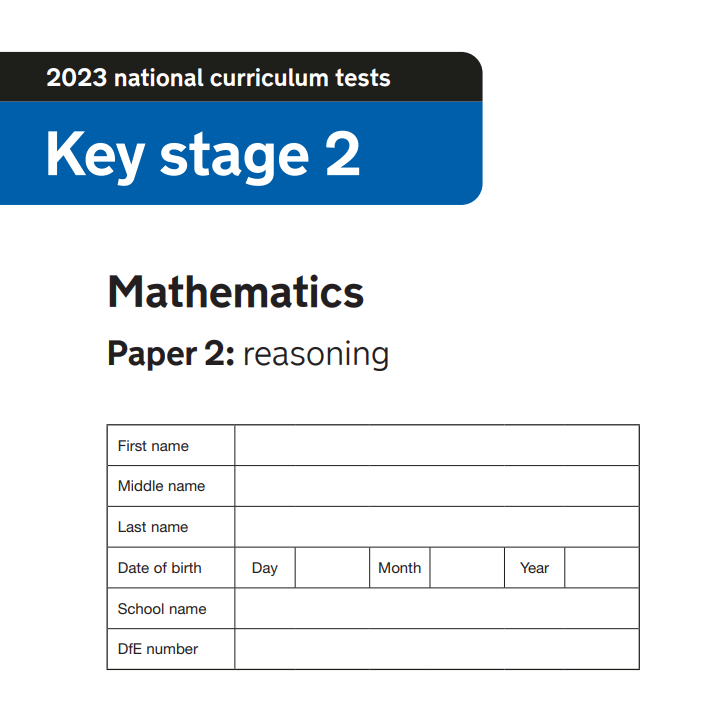 2023 national curriculum tests
Key stage 2
Mathematics
Paper 2: reasoning
First name
Middle name
Last name
Date of birth Day Month Year
School name
DfE number